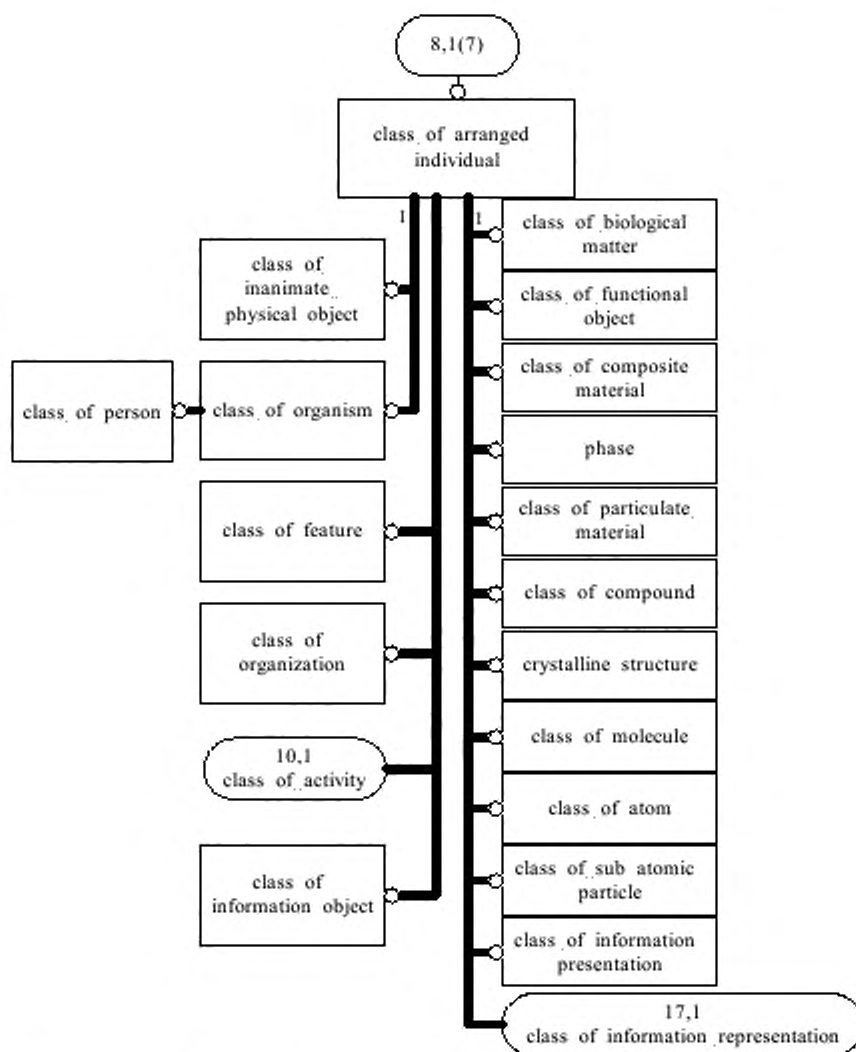 8,1(7)
class of arranged
individual
1
1
class of biological
matter
class of
inanimate
physical object
class of functional
object
class of composite
material
class of person
class of organism
phase
class of particulate
material
class of feature
class of compound
class of
organization
crystalline structure
class of molecule
10,1
class of activity
class of atom
class of
information object
class of sub atomic
particle
class of information
presentation
17,1
class of information representation